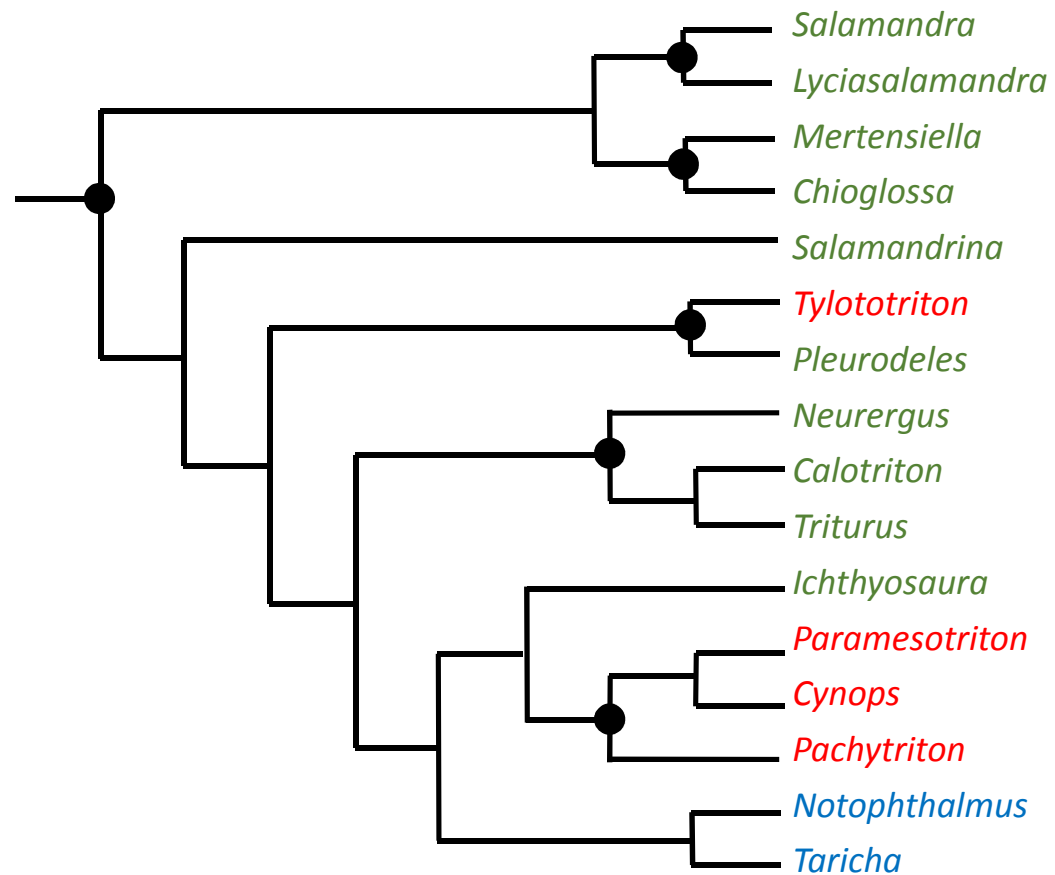 Salamandra
Lyciasalamandra
Mertensiella
Chioglossa
Salamandrina
Tylototriton
Pleurodeles
Neurergus
Calotriton
Triturus
Ichthyosaura
Paramesotriton
Cynops
Pachytriton
Notophthalmus
Taricha